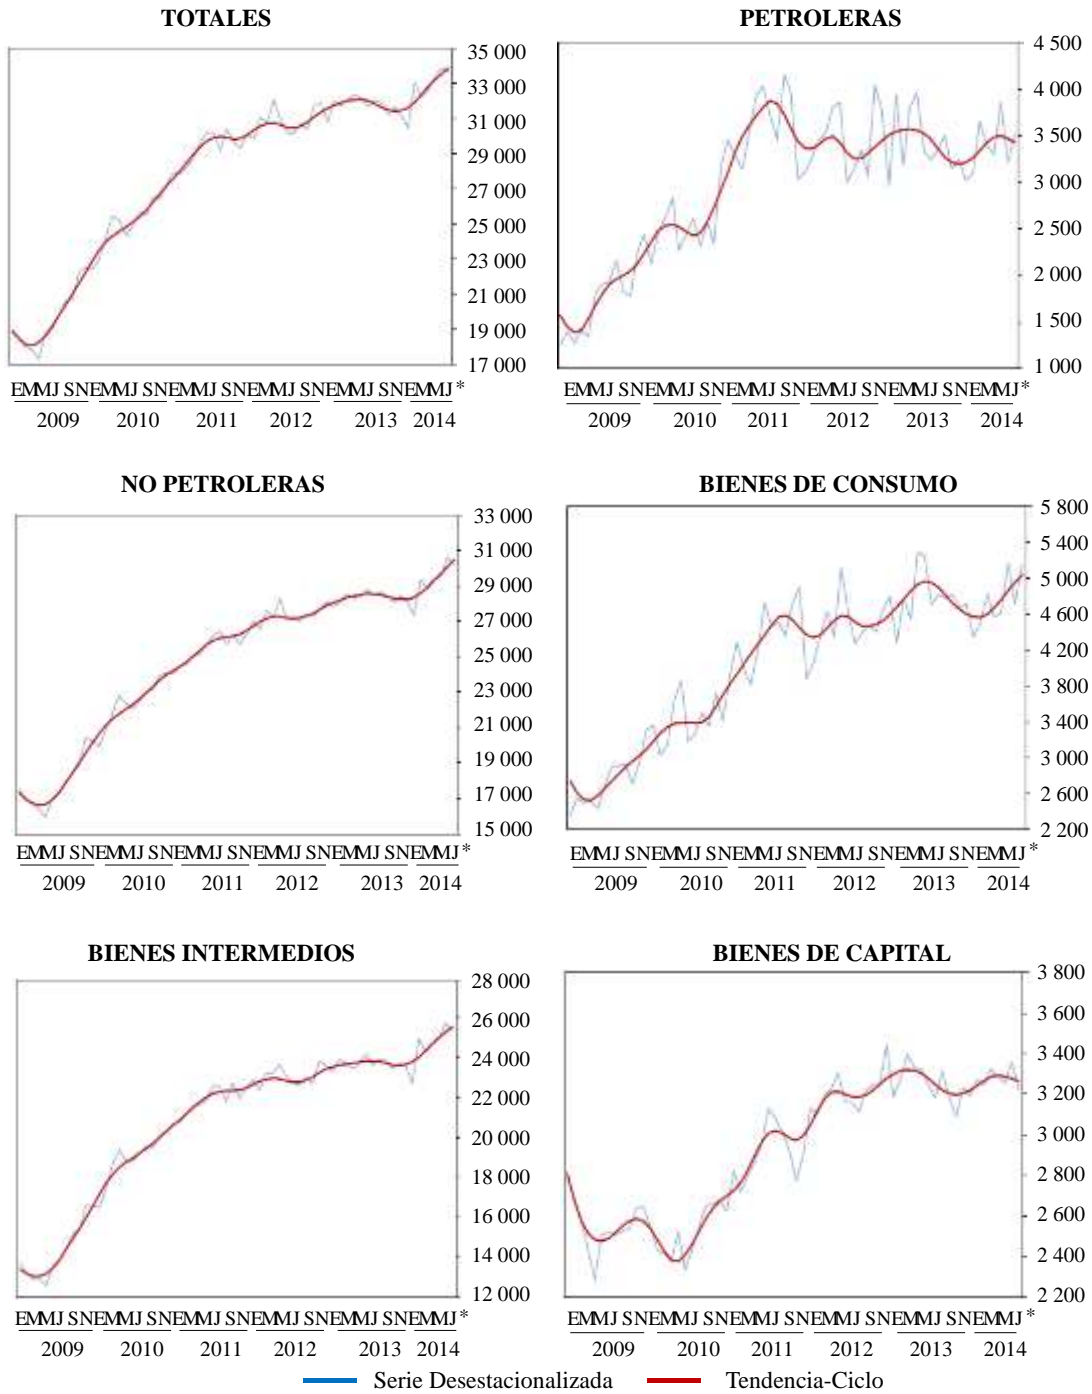 TOTALES
35 000
33 000
31 000
29 000
27 000
25 000
23 000
21 000
19 000
17 000
EMMJ SNEMMJ SNEMMJ SNEMMJ SNEMMJ SNEMMJ*
2009 2010 2011 2012 2013 2014
PETROLERAS
4 500
4 000
3 500
3 000
2 500
2 000
1 500
1 000
EMMJ SNEMMJ SNEMMJ SNEMMJ SNEMMJ SNEMMJ*
2009 2010 2011 2012 2013 2014
NO PETROLERAS
33 000
31 000
29 000
27 000
25 000
23 000
21 000
19 000
17 000
15 000
EMMJ SNEMMJ SNEMMJ SNEMMJ SNEMMJ SNEMMJ*
2009 2010 2011 2012 2013 2014
BIENES DE CONSUMO
5 800
5 400
5 000
4 600
4 200
3 800
3 400
3 000
2 600
2 200
EMMJ SNEMMJ SNEMMJ SNEMMJ SNEMMJ SNEMMJ*
2009 2010 2011 2012 2013 2014
BIENES INTERMEDIOS
28 000
26 000
24 000
22 000
20 000
18 000
16 000
14 000
12 000
EMMJ SNEMMJ SNEMMJ SNEMMJ SNEMMJ SNEMMJ*
2009 2010 2011 2012 2013 2014
BIENES DE CAPITAL
3 800
3 600
3 400
3 200
3 000
2 800
2 600
2 400
2 200
EMMJ SNEMMJ SNEMMJ SNEMMJ SNEMMJ SNEMMJ*
2009 2010 2011 2012 2013 2014
Serie Desestacionalizada Tendencia-Ciclo